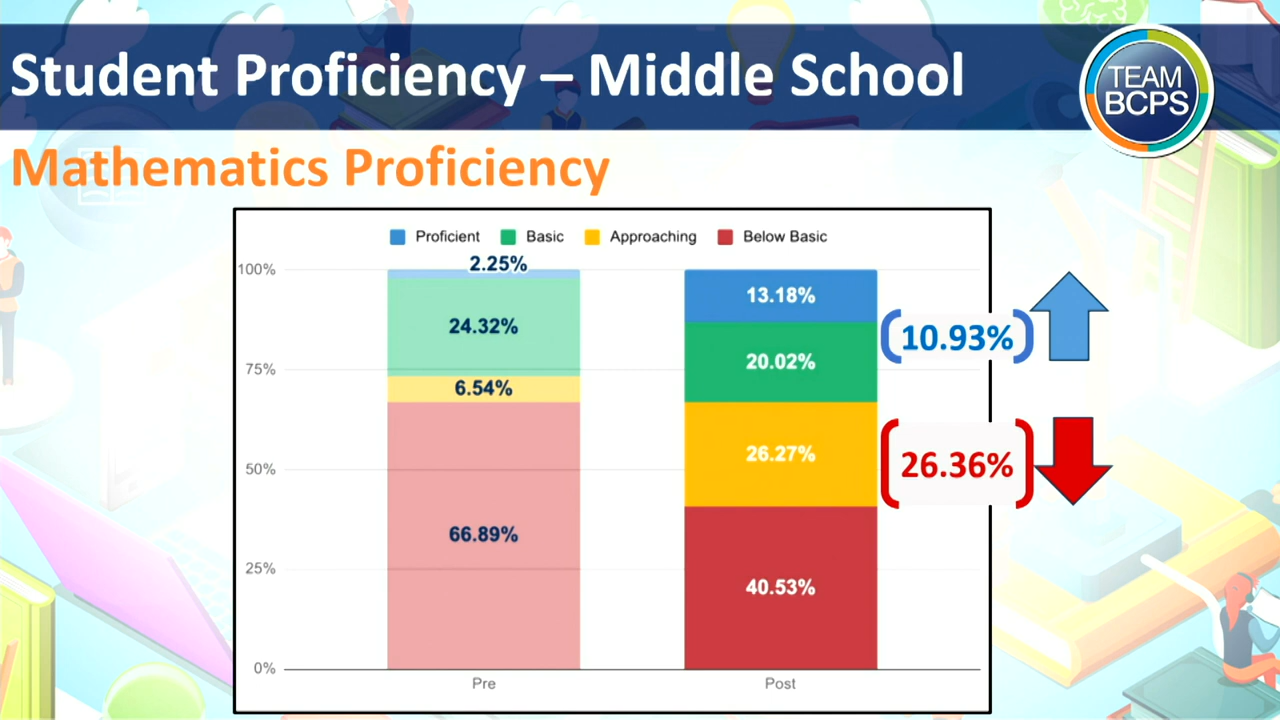 Student Proficiency – Middle School
TEAM
BCPS
Mathematics Proficiency
Proficient Basic Approaching Below Basic
100%
75%
50%
25%
0%
2.25%
24.32%
6.54%
66.89%
13.18%
20.02%
26.27%
40.53%
(10.93%)
[26.36%]
Pre Post